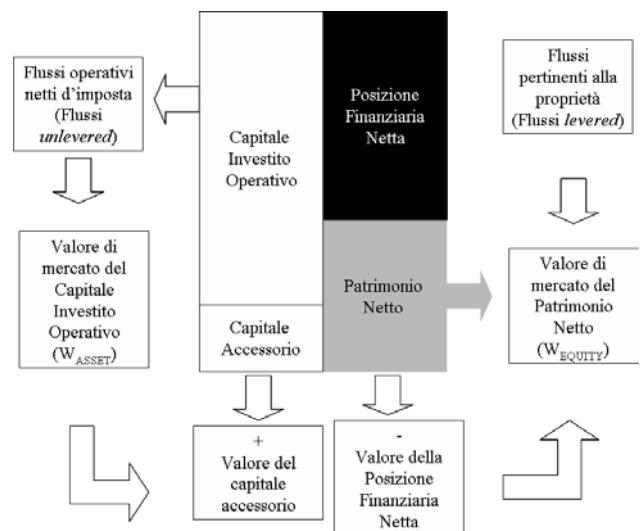 Flussi operativi
netti d'imposta
(Flussi
unlevered)
Valore di
mercato del
Capitale
Investito
Operativo
(W_ASSET)
Capitale
Investito
Operativo
Capitale
Accessorio
Posizione
Finanziaria
Netta
Patrimonio
Netto
Flussi
pertinenti alla
proprietà
(Flussi levered)
Valore di
mercato del
Patrimonio
Netto
(W_EQUITY)
+
Valore del
capitale
accessorio
-
Valore della
Posizione
Finanziaria
Netta